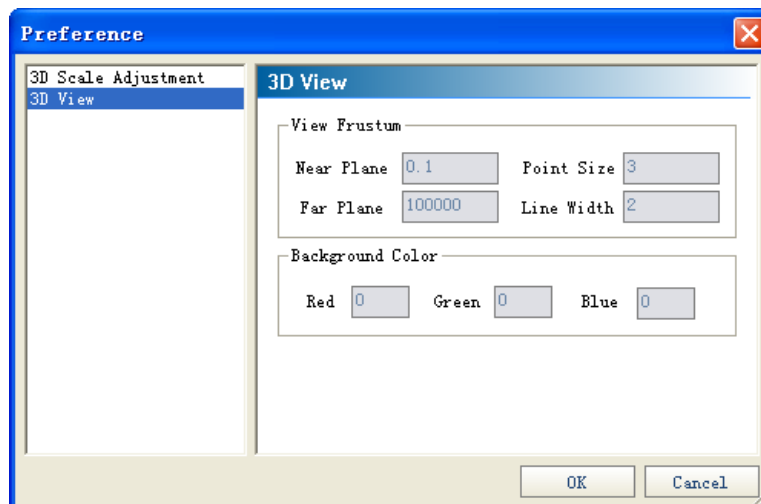 Preference
3D Scale Adjustment
3D View
3D View
View Frustum
Near Plane 0.1 Point Size 3
Far Plane 100000 Line Width 2
Background Color
Red 0 Green 0 Blue 0
OK Cancel